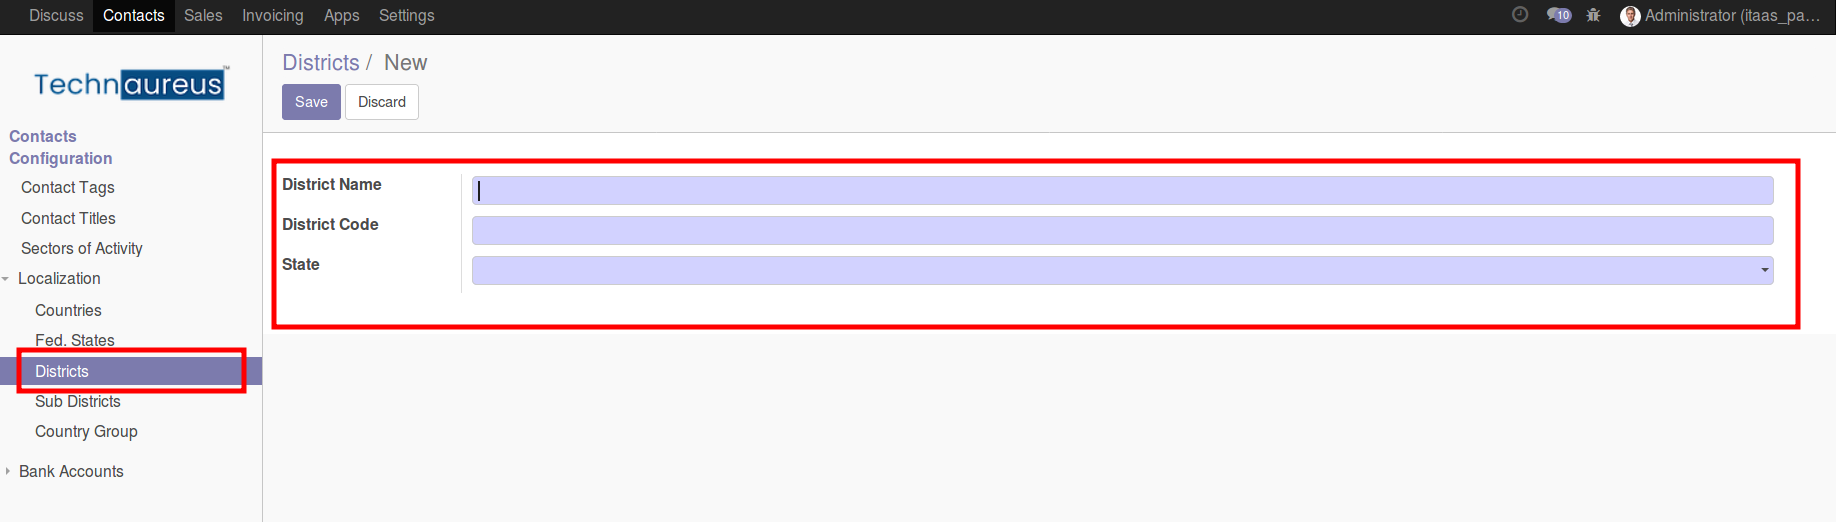 Discuss Contacts Sales Invoicing Apps Settings 10 Administrator (itaas_pa...
Technaureus™
Contacts
Configuration
Contact Tags
Contact Titles
Sectors of Activity
Localization
Countries
Fed. States
Districts
Sub Districts
Country Group
Bank Accounts
Districts / New
Save Discard
District Name
District Code
State